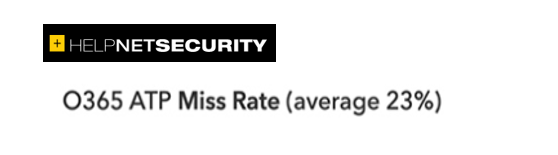 HELPNETSECURITY
O365 ATP Miss Rate (average 23%)